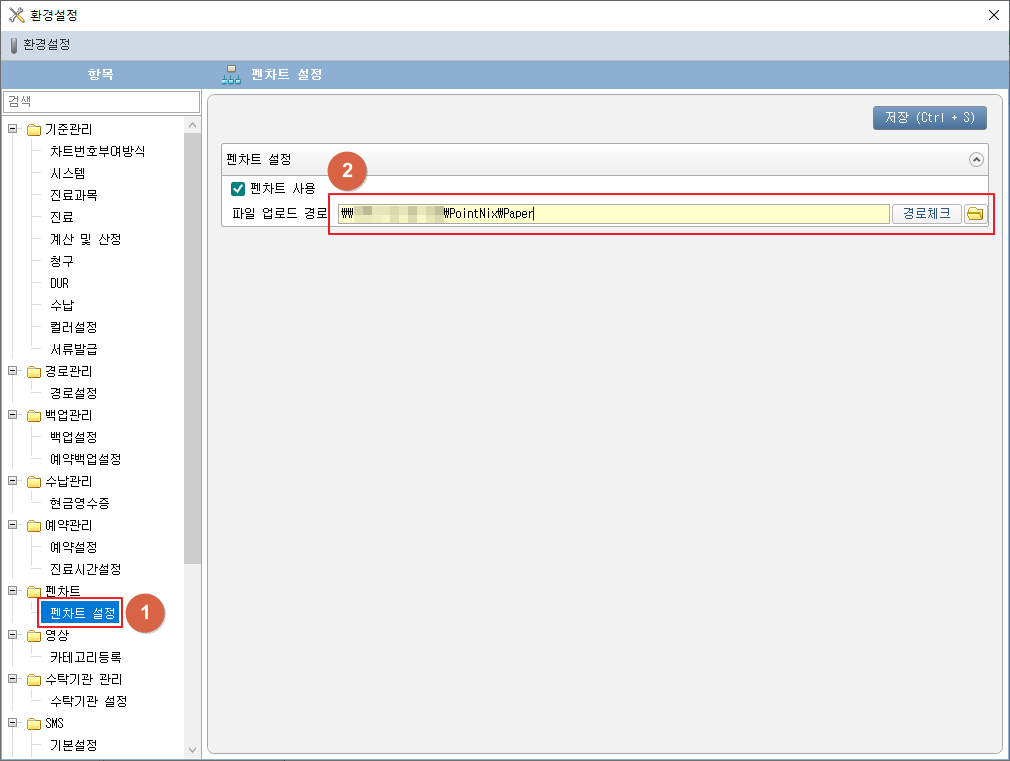 환경설정
환경설정
항목
펜차트 설정
검색
기준관리
차트번호부여방식
시스템
진료과목
진료
계산 및 산정
청구
DUR
수납
컬러설정
서류발급
경로관리
경로설정
백업관리
백업설정
예약백업설정
수납관리
현금영수증
예약관리
예약설정
진료시간설정
펜차트
펜차트 설정
1
영상
카테고리등록
수탁기관 관리
수탁기관 설정
SMS
기본설정
저장 (Ctrl + S)
펜차트 설정
2
펜차트 사용
파일 업로드 경로 ₩₩ ₩PointNix₩Paper 경로체크